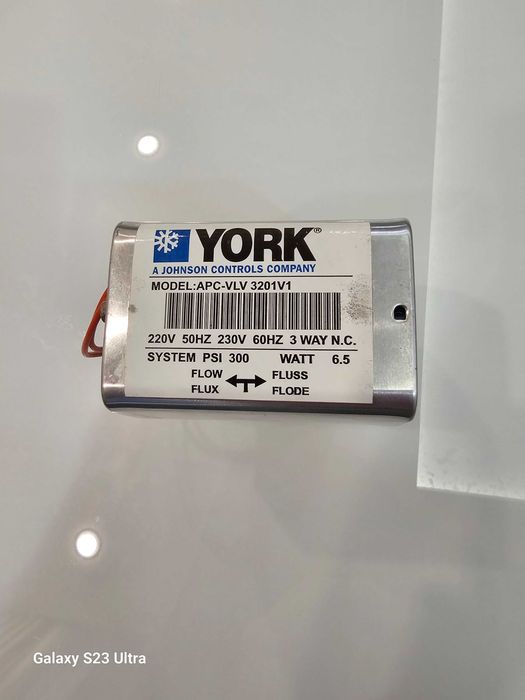 YORK®
A JOHNSON CONTROLS COMPANY
MODEL:APC-VLV 3201V1
220V 50HZ 230V 60HZ 3 WAY N.C.
SYSTEM PSI 300 WATT 6.5
FLOW FLUSS
FLUX FLODE
Galaxy S23 Ultra